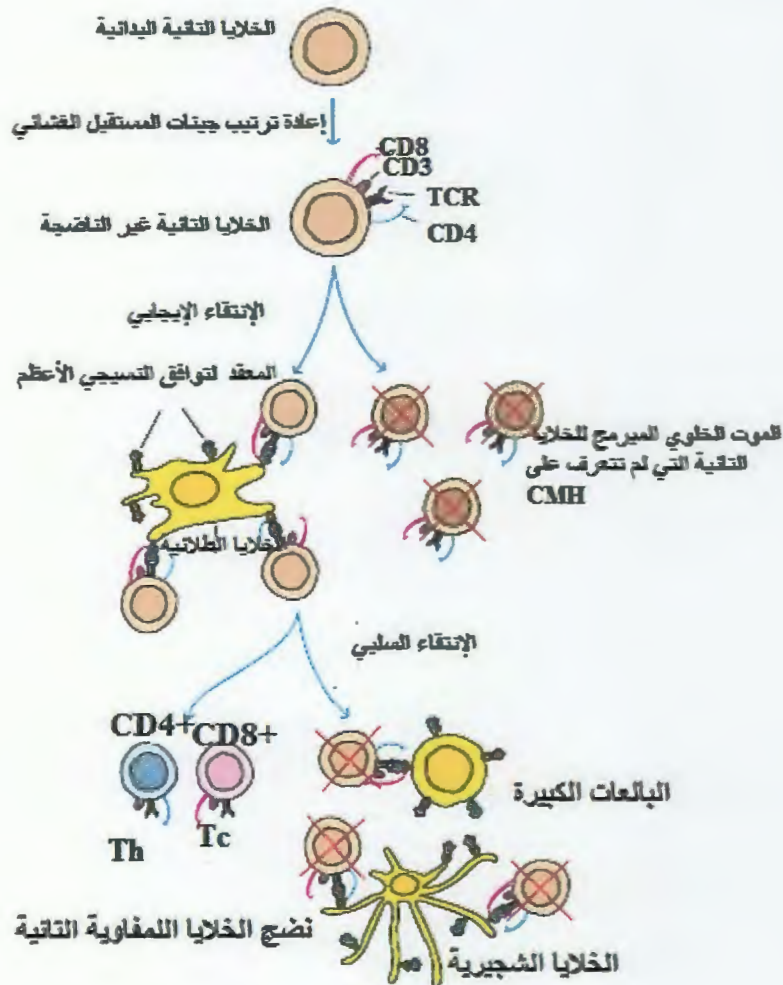 الخلايا التائية البدائية
إعادة ترتيب جينات المستقبل الغشائي
CD8
CD3
TCR
CD4
الخلايا التائية غير الناضجة
الإنتقاء الإيجابي
المعقد لتوافق النسيجي الأعظم
الموت الخلوي المبرمج للخلايا
التائية التي لم تتعرف على
CMH
الخلايا الطلائية
الإنتقاء السلبي
CD4+
CD8+
البالعات الكبيرة
Th
Tc
نضج الخلايا اللمفاوية التائية
الخلايا الشجيرية